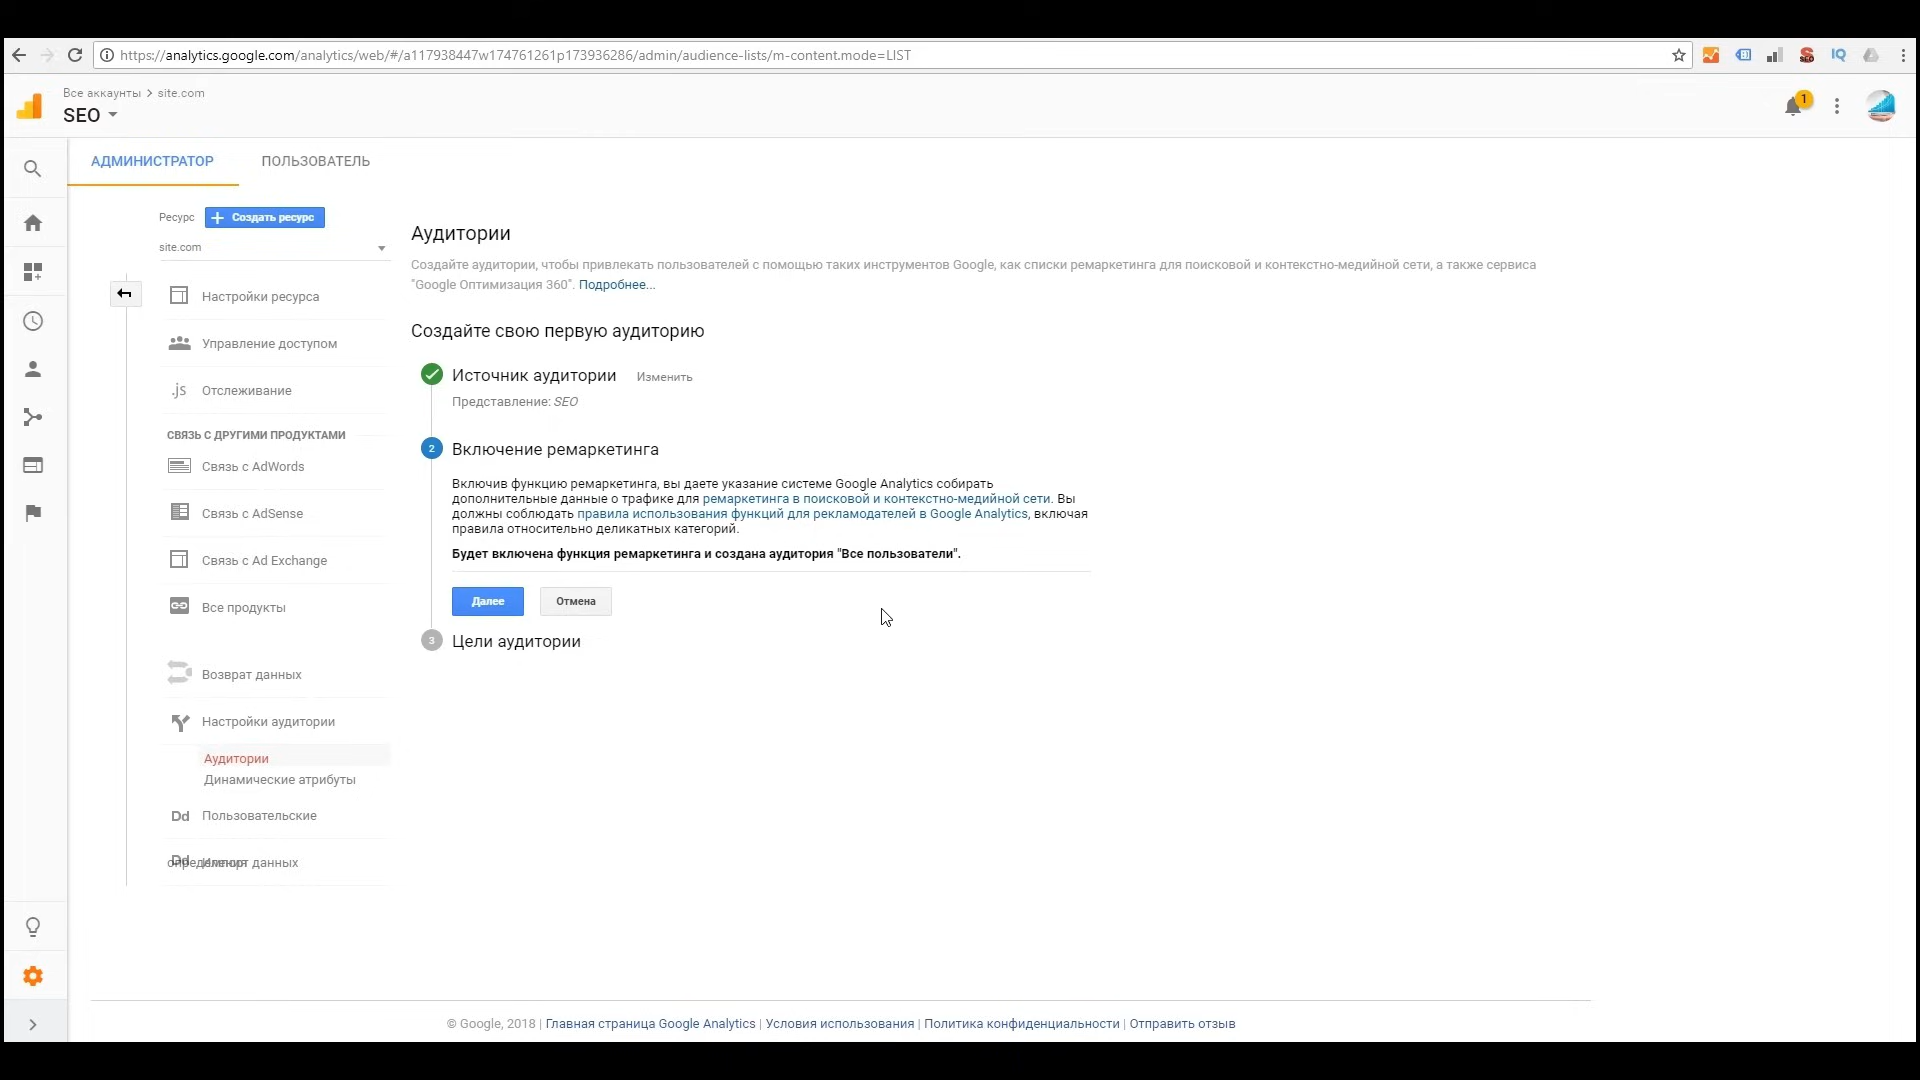 https://analytics.google.com/analytics/web/#/a117938447w174761261p173936286/admin/audience-lists/m-content.mode=LIST
SEO
IQ
Все аккаунты > site.com
SEO
1
АДМИНИСТРАТОР
ПОЛЬЗОВАТЕЛЬ
Ресурс
+ Создать ресурс
site.com
Настройки ресурса
Управление доступом
.js Отслеживание
СВЯЗЬ С ДРУГИМИ ПРОДУКТАМИ
Связь с AdWords
Связь с AdSense
Связь с Ad Exchange
Все продукты
Возврат данных
Настройки аудитории
Аудитории
Динамические атрибуты
Dd Пользовательские
определения
Dd данных
Аудитории
Создайте аудитории, чтобы привлекать пользователей с помощью таких инструментов Google, как списки ремаркетинга для поисковой и контекстно-медийной сети, а также сервиса
"Google Оптимизация 360". Подробнее...
Создайте свою первую аудиторию
Источник аудитории Изменить
Представление: SEO
2 Включение ремаркетинга
Включив функцию ремаркетинга, вы даете указание системе Google Analytics собирать
дополнительные данные о трафике для ремаркетинга в поисковой и контекстно-медийной сети. Вы
должны соблюдать правила использования функций для рекламодателей в Google Analytics, включая
правила относительно деликатных категорий.
Будет включена функция ремаркетинга и создана аудитория "Все пользователи".
Далее
Отмена
3 Цели аудитории
© Google, 2018 | Главная страница Google Analytics | Условия использования | Политика конфиденциальности | Отправить отзыв